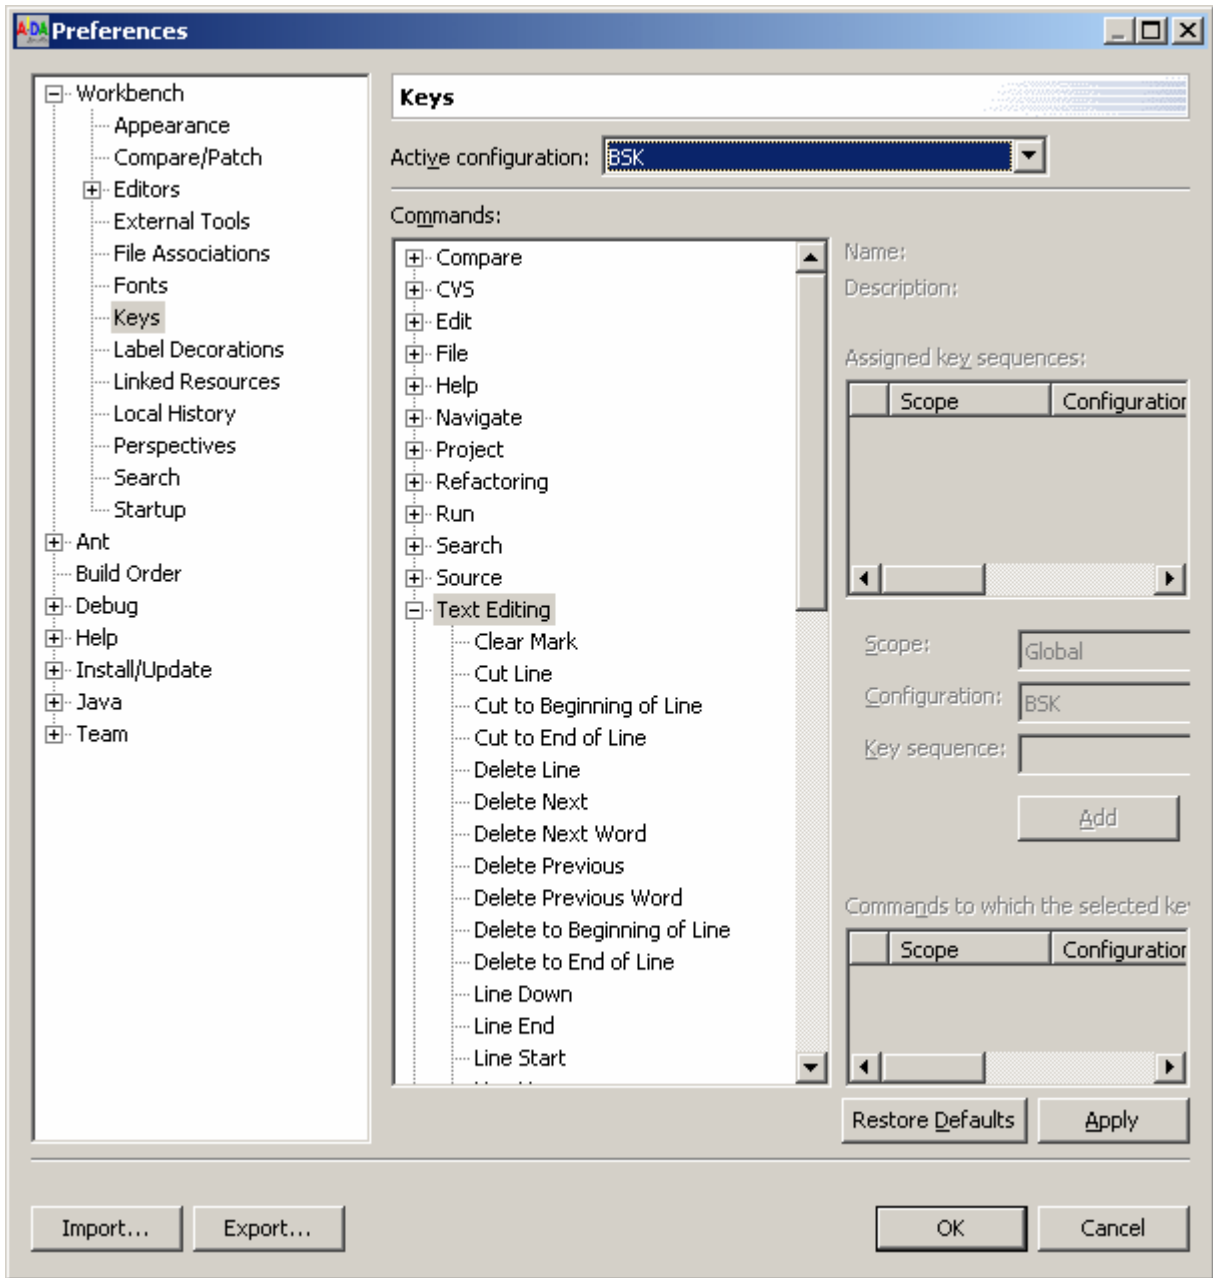 Preferences
Workbench
Appearance
Compare/Patch
Editors
External Tools
File Associations
Fonts
Keys
Label Decorations
Linked Resources
Local History
Perspectives
Search
Startup
Ant
Build Order
Debug
Help
Install/Update
Java
Team
Keys
Active configuration: BSK
Commands:
Compare
CVS
Edit
File
Help
Navigate
Project
Refactoring
Run
Search
Source
Text Editing
Clear Mark
Cut Line
Cut to Beginning of Line
Cut to End of Line
Delete Line
Delete Next
Delete Next Word
Delete Previous
Delete Previous Word
Delete to Beginning of Line
Delete to End of Line
Line Down
Line End
Line Start
Name:
Description:
Assigned key sequences:
Scope Configuration
Scope: Global
Configuration: BSK
Key sequence:
Add
Commands to which the selected
Scope Configuration
Restore Defaults Apply
Import... Export... OK Cancel